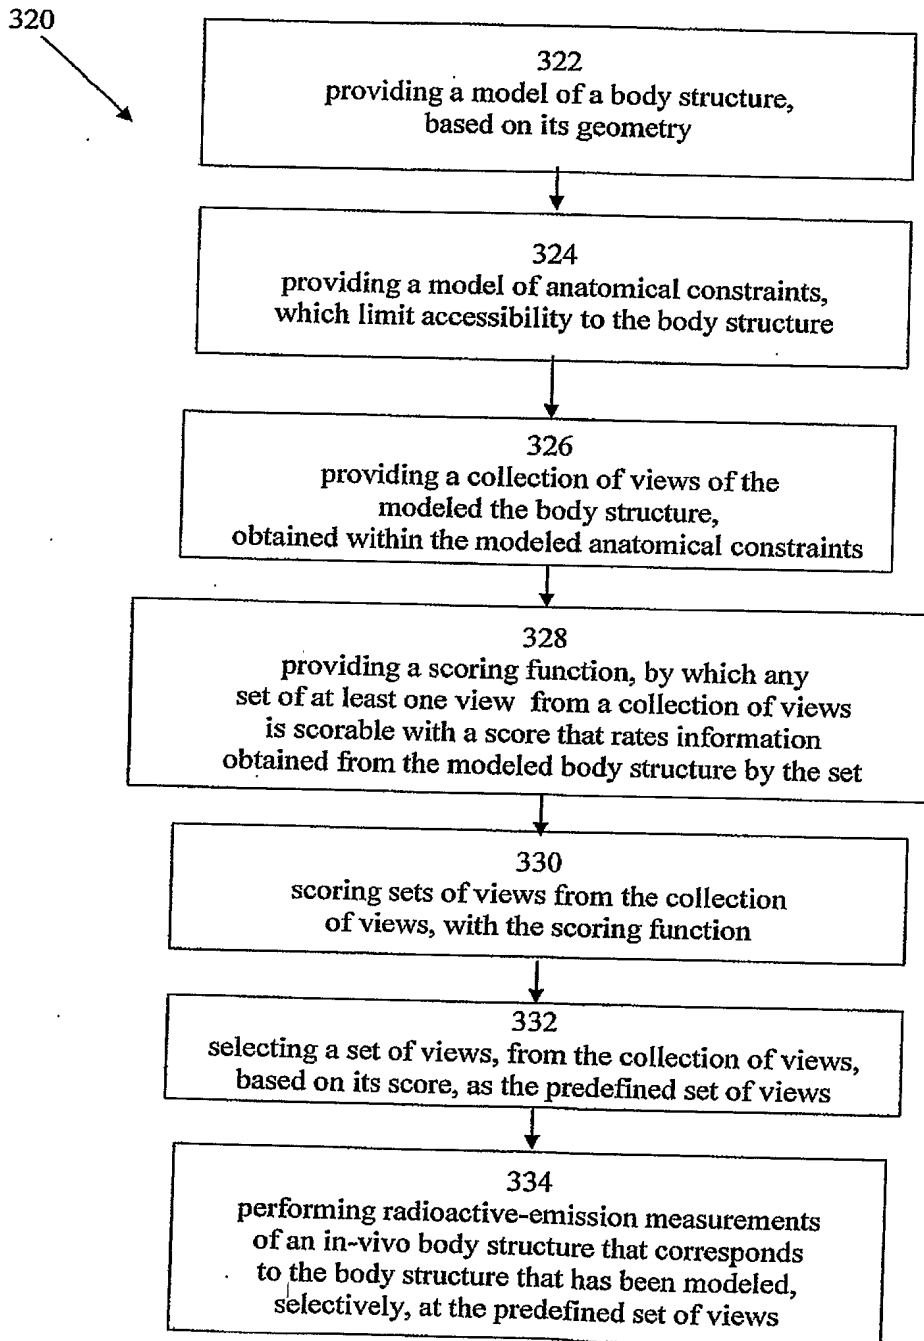 320
322
providing a model of a body structure,
based on its geometry
324
providing a model of anatomical constraints,
which limit accessibility to the body structure
326
providing a collection of views of the
modeled the body structure,
obtained within the modeled anatomical constraints
328
providing a scoring function, by which any
set of at least one view from a collection of views
is scorable with a score that rates information
obtained from the modeled body structure by the set
330
scoring sets of views from the collection
of views, with the scoring function
332
selecting a set of views, from the collection of views,
based on its score, as the predefined set of views
334
performing radioactive-emission measurements
of an in-vivo body structure that corresponds
to the body structure that has been modeled,
selectively, at the predefined set of views